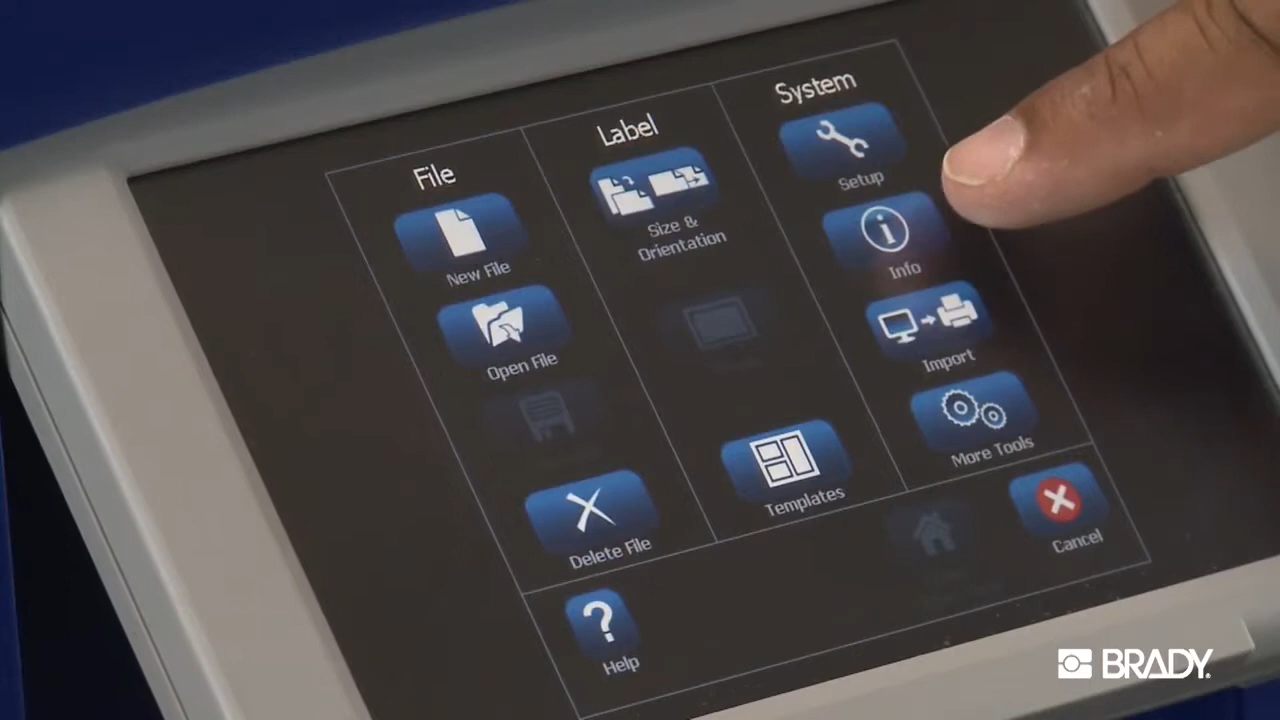 File
New File
Open File
Delete File
Label
Size &
Orientation
Templates
System
Setup
Info
Import
More Tools
Help
Cancel
BRADY